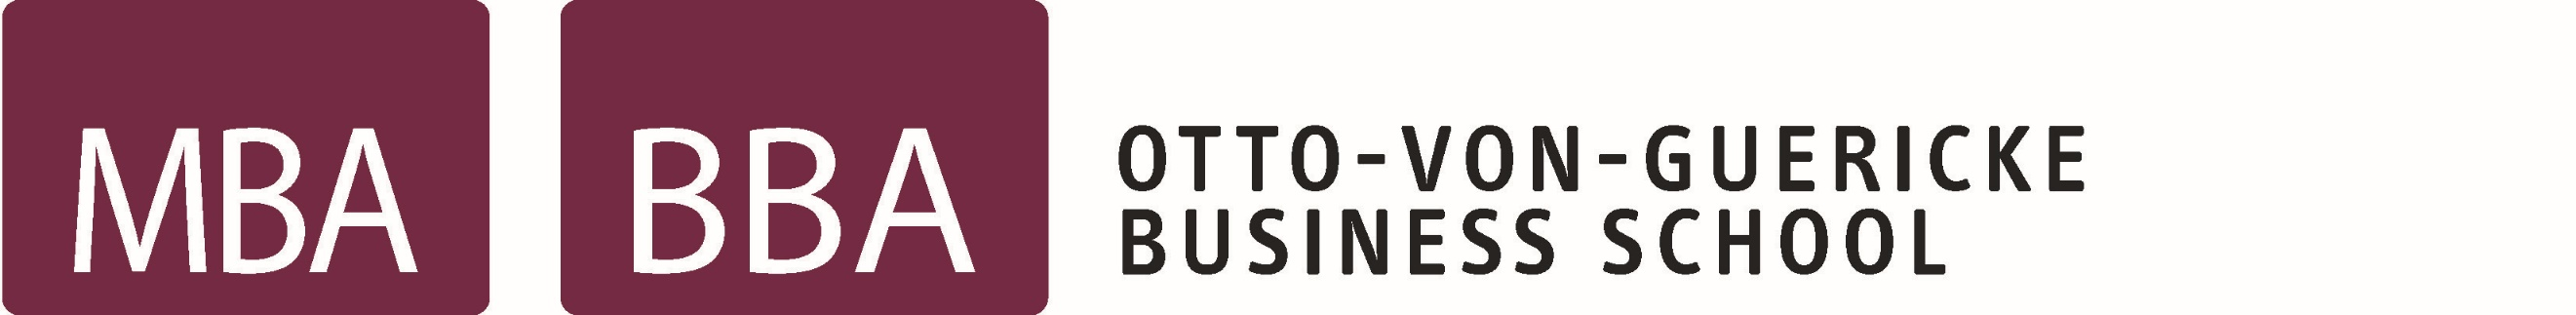 MBA BBA
OTTO-VON-GUERICKE
BUSINESS SCHOOL